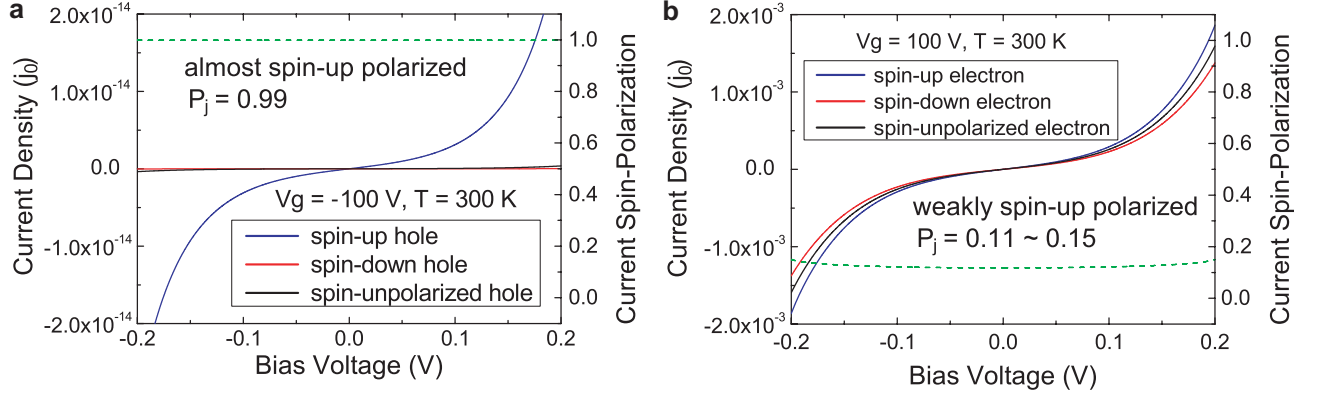 a
Current Density (j₀)
2.0x10⁻¹⁴
1.0x10⁻¹⁴
0.0
-1.0x10⁻¹⁴
-2.0x10⁻¹⁴
almost spin-up polarized
Pⱼ = 0.99
Vg = -100 V, T = 300 K
spin-up hole
spin-down hole
spin-unpolarized hole
1.0
0.8
0.6
0.4
0.2
0.0
Current Spin-Polarization
-0.2 -0.1 0.0 0.1 0.2
Bias Voltage (V)
b
Current Density (j₀)
2.0x10⁻³
1.0x10⁻³
0.0
-1.0x10⁻³
-2.0x10⁻³
Vg = 100 V, T = 300 K
spin-up electron
spin-down electron
spin-unpolarized electron
weakly spin-up polarized
Pⱼ = 0.11 ~ 0.15
1.0
0.8
0.6
0.4
0.2
0.0
Current Spin-Polarization
-0.2 -0.1 0.0 0.1 0.2
Bias Voltage (V)